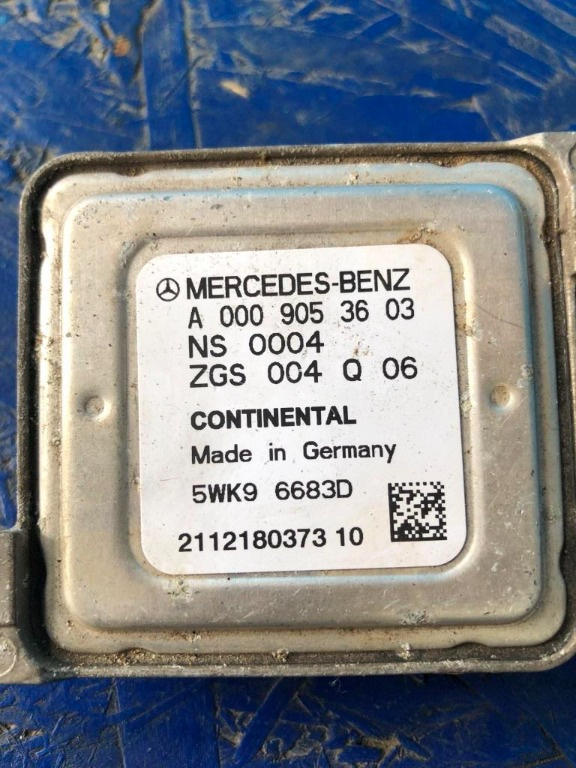 MERCEDES-BENZ
A 000 905 36 03
NS 0004
ZGS 004 Q 06
CONTINENTAL
Made in Germany
5WK9 6683D
2112180373 10